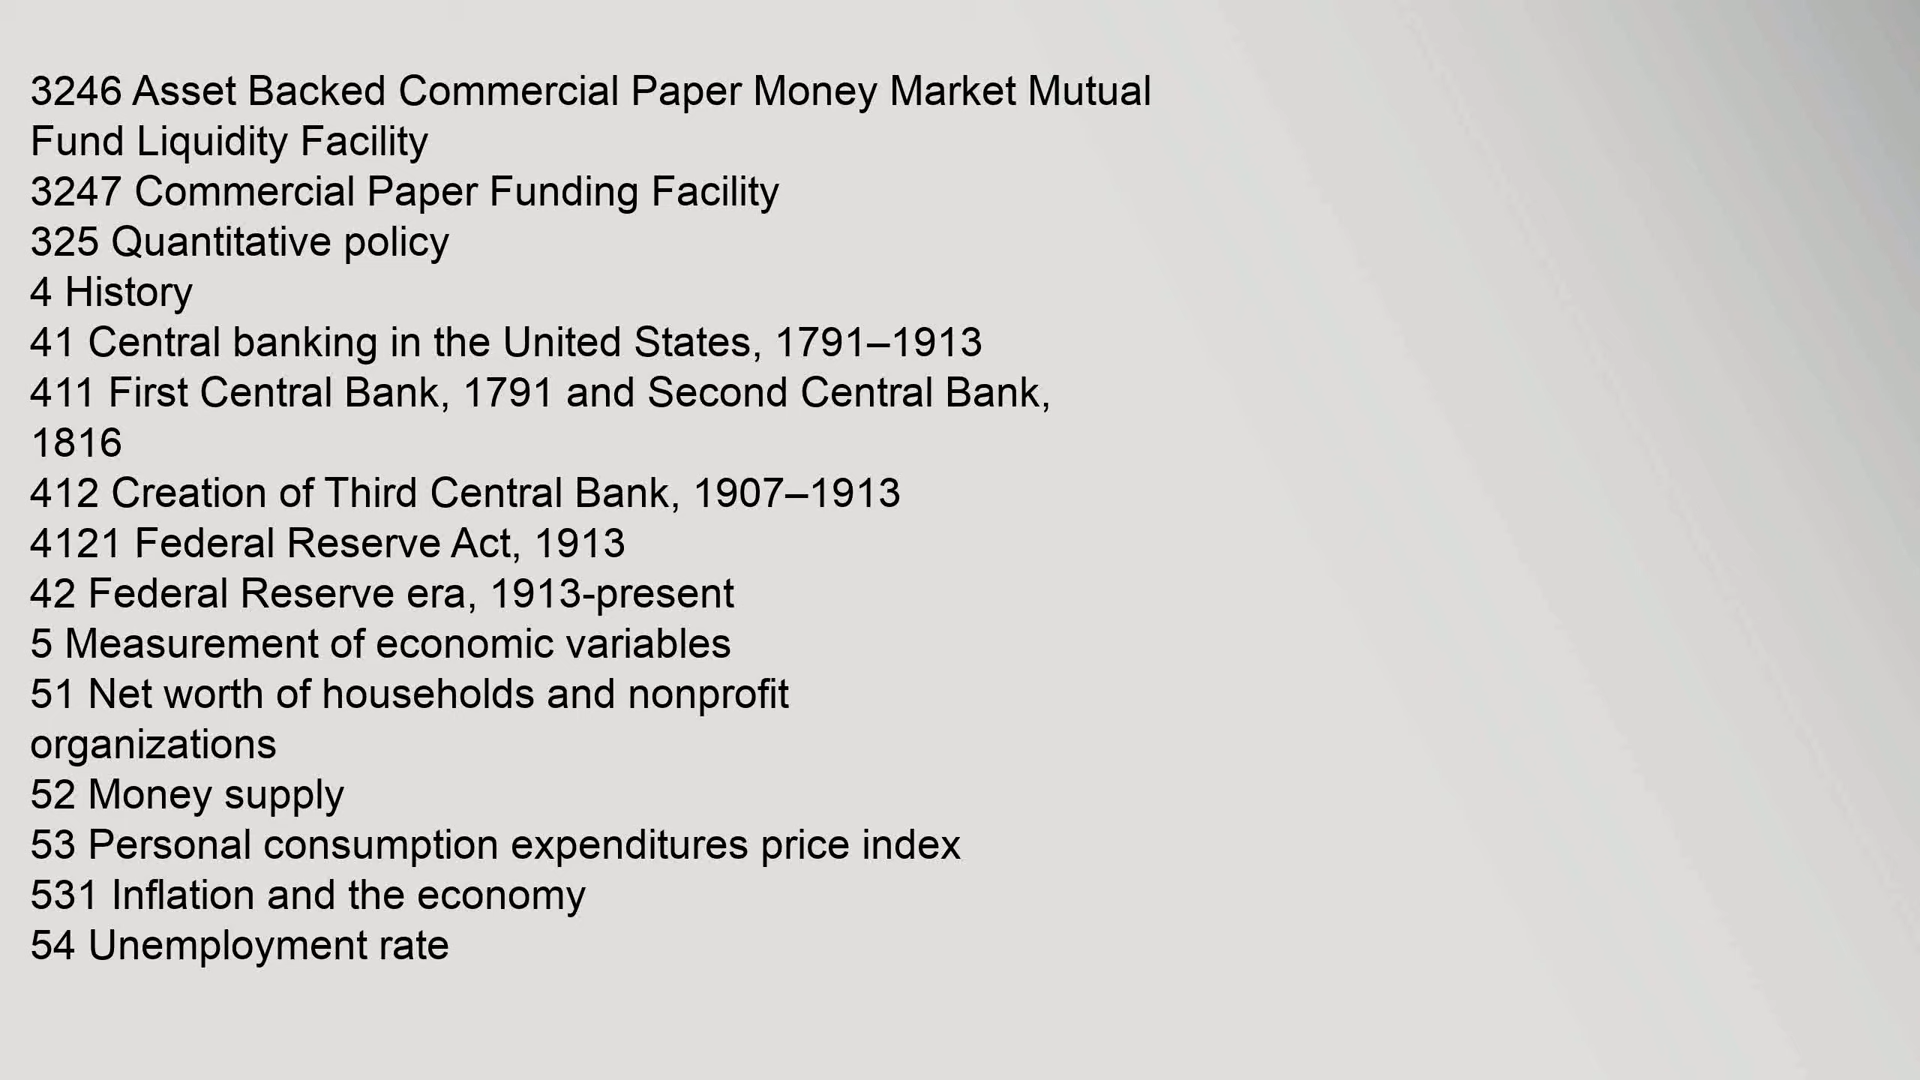 3246 Asset Backed Commercial Paper Money Market Mutual
Fund Liquidity Facility
3247 Commercial Paper Funding Facility
325 Quantitative policy
4 History
41 Central banking in the United States, 1791–1913
411 First Central Bank, 1791 and Second Central Bank,
1816
412 Creation of Third Central Bank, 1907–1913
4121 Federal Reserve Act, 1913
42 Federal Reserve era, 1913-present
5 Measurement of economic variables
51 Net worth of households and nonprofit
organizations
52 Money supply
53 Personal consumption expenditures price index
531 Inflation and the economy
54 Unemployment rate